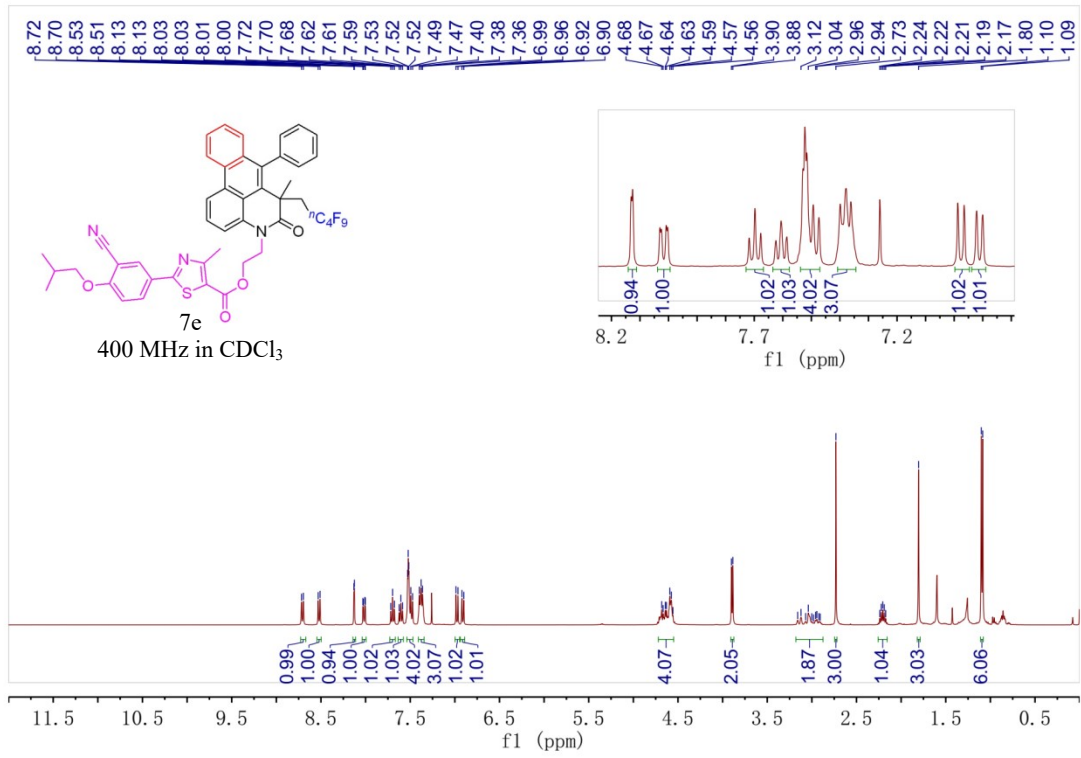 8.72 8.70 8.53 8.51 8.13 8.13 8.03 8.03 8.01 8.00 7.72 7.70 7.68 7.62 7.61 7.59 7.53 7.52 7.52 7.49 7.47 7.40 7.38 7.36 6.99 6.96 6.92 6.90 4.68 4.67 4.64 4.63 4.59 4.57 4.56 3.90 3.88 3.12 3.04 2.96 2.94 2.73 2.24 2.22 2.21 2.19 2.17 1.80 1.10 1.09
N
O
N
O
S
N
O
O
ⁿC₄F₉
7e
400 MHz in CDCl₃
0.94 1.00 1.02 1.03 4.02 3.07 1.02 1.01
8.2 7.7 7.2
f1 (ppm)
0.99 1.00 0.94 1.00 1.02 1.03 4.02 3.07 1.02 1.01 4.07 2.05 1.87 3.00 1.04 3.03 6.06
11.5 10.5 9.5 8.5 7.5 6.5 5.5 4.5 3.5 2.5 1.5 0.5
f1 (ppm)